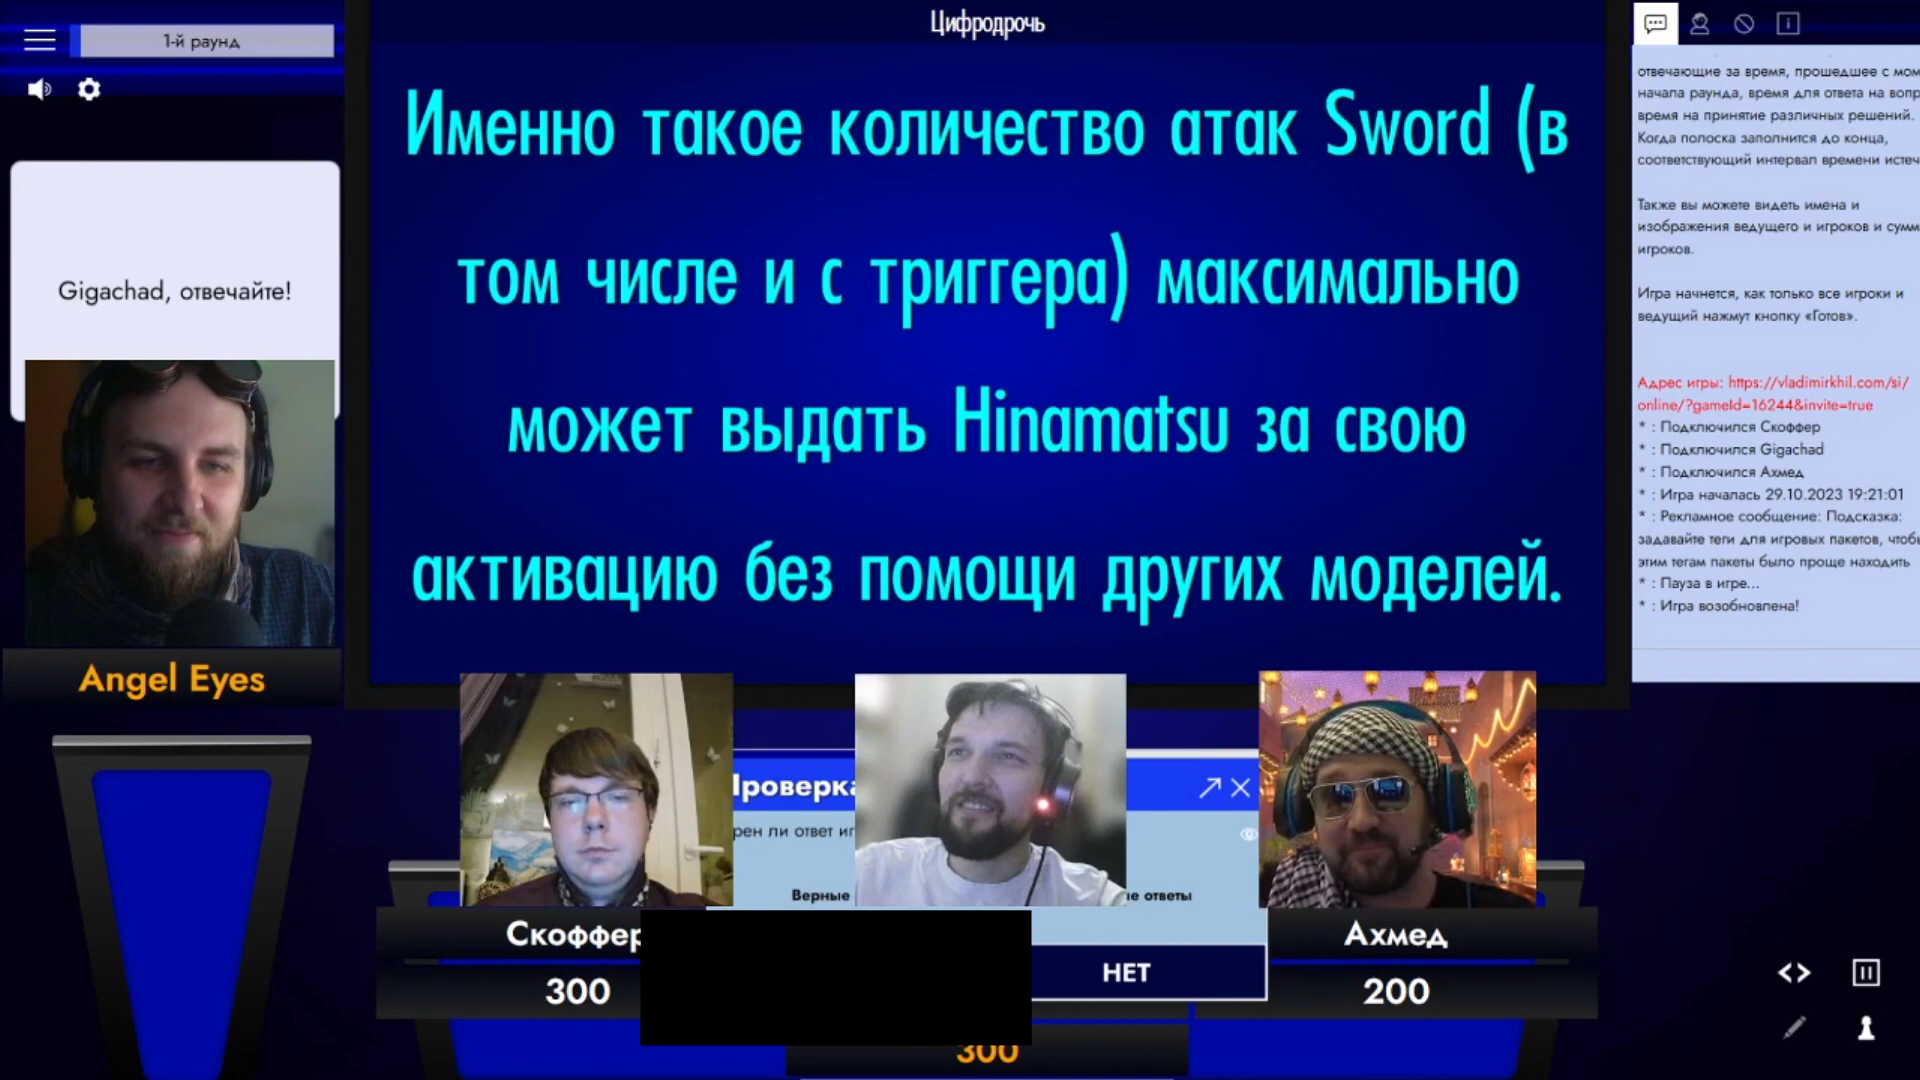 Цифродрочь
1-й раунд
Именно такое количество атак Sword (в
том числе и с триггера) максимально
может выдать Hinamatsu за свою
активацию без помощи других моделей.
Gigachad, отвечайте!
Angel Eyes
отвечающие за время, прошедшее с мом
начала раунда, время для ответа на вопр
время на принятие различных решений.
Когда полоска заполнится до конца,
соответствующий интервал времени истеч
Также вы можете видеть имена и
изображения ведущего и игроков и сумм
игроков.
Игра начнется, как только все игроки и
ведущий нажмут кнопку «Готов».
Адрес игры: https://vladimirkhil.com/si/
online/?gameId=16244&invite=true
* : Подключился Скоффер
* : Подключился Gigachad
* : Подключился Ахмед
* : Игра началась 29.10.2023 19:21:01
* : Рекламное сообщение: Подсказка:
задавайте теги для игровых пакетов, чтобы
этим тегам пакеты было проще находить
* : Пауза в игре...
* : Игра возобновлена!
Проверка
рен ли ответ иг
Верные
е ответы
НЕТ
Скоффер
300
300
Ахмед
200